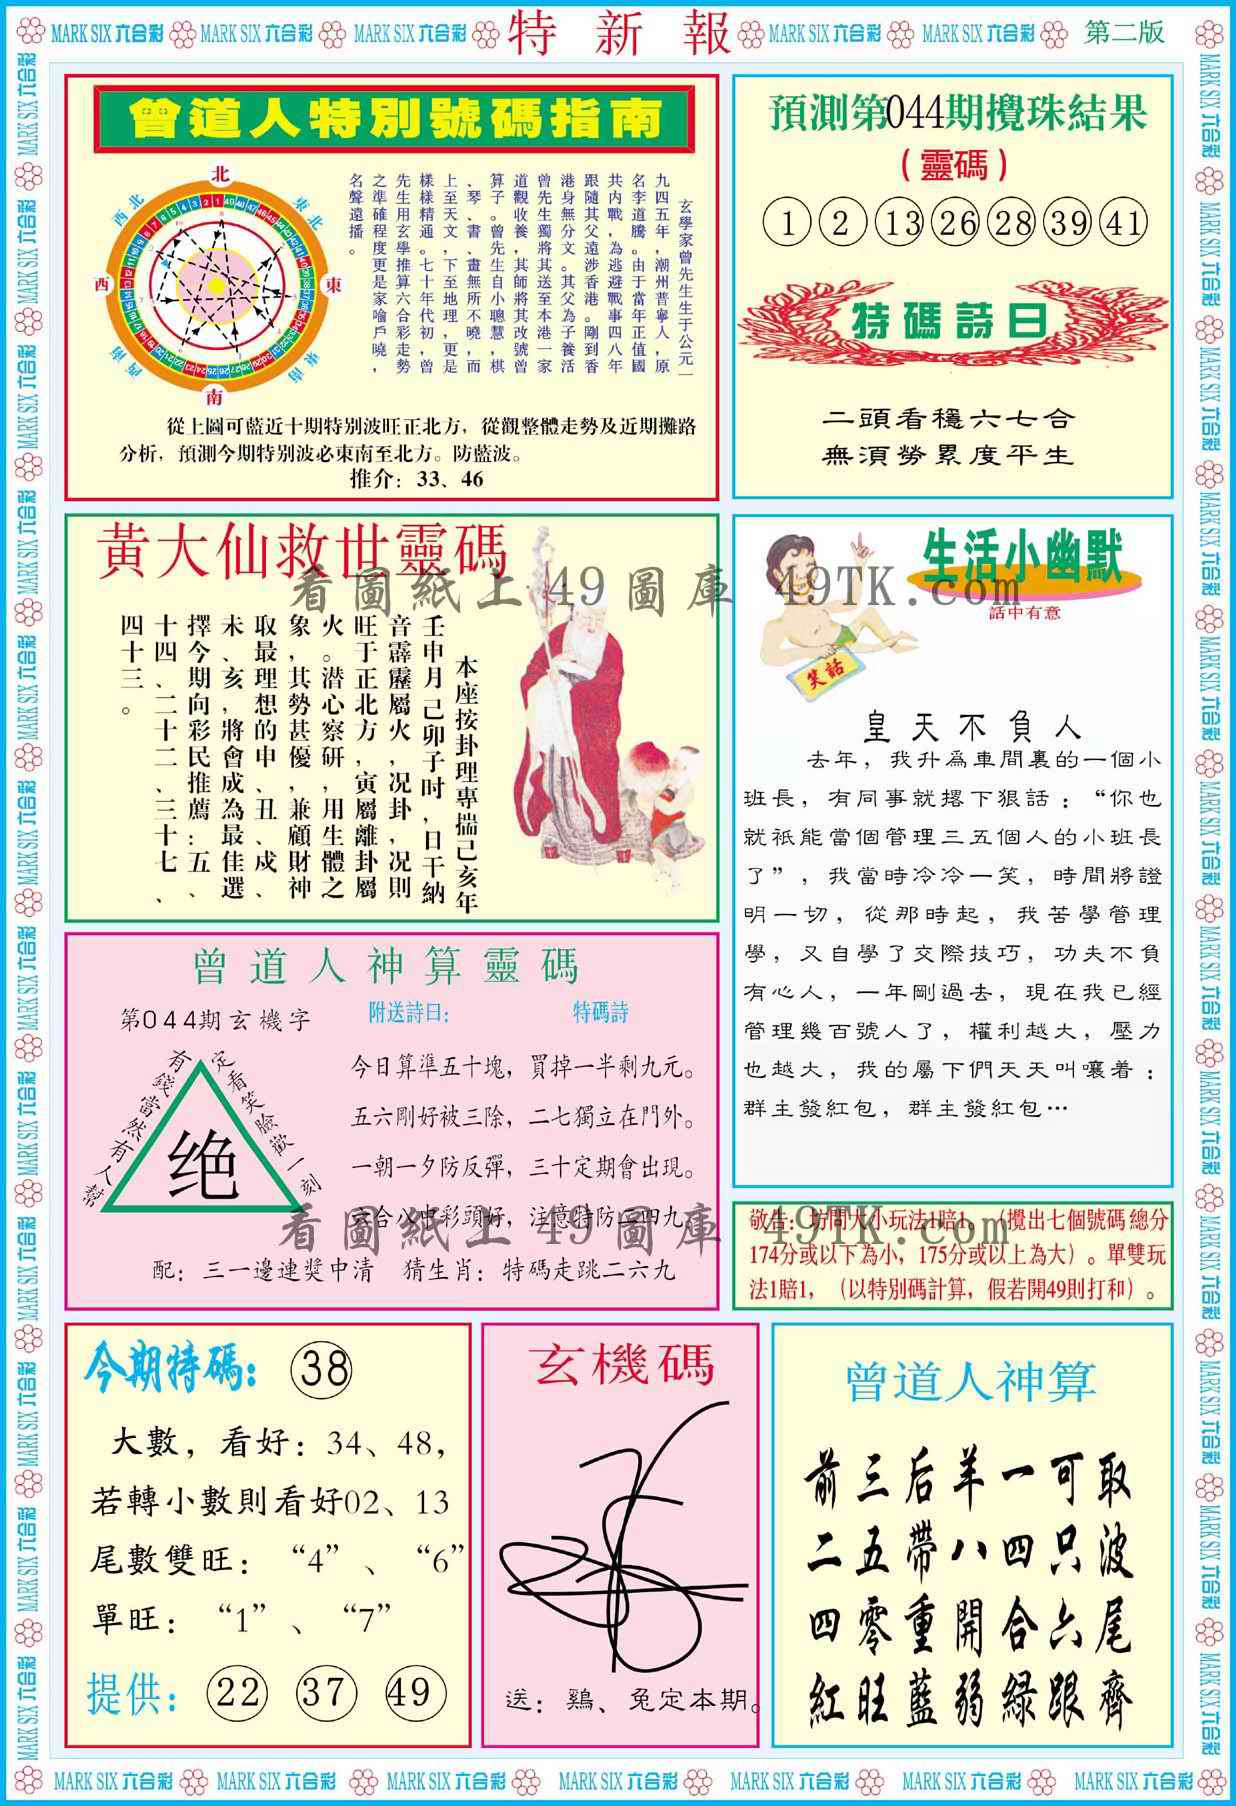 MARK SIX 六合彩 MARK SIX 六合彩 MARK SIX 六合彩 特新報 MARK SIX 六合彩 MARK SIX 六合彩 第二版
曾道人特別號碼指南
北
東北
東
東南
南
西南
西
西北
玄學家曾先生生于公元一
九四五年，潮州普寧人，原
名李道騰。由于當年正值國
共内戰，為逃避戰事四八年
跟隨其父遠涉香港。剛到香
港身無分文。其父為子養活
曾先生獨將其送至本港一家
道觀收養，其師將其改號曾
算子。曾先生自小聰慧，棋
、琴、書、畫無所不曉，而
上至天文，下至地理，更是
樣樣精通。七十年代初，曾
先生用玄學推算六合彩走勢
之準確程度更是家喻戶曉，
名聲遠播。
從上圖可藍近十期特别波旺正北方，從觀整體走勢及近期攤路
分析，預測今期特别波必東南至北方。防藍波。
推介：33、46
預測第044期攪珠結果
（靈碼）
1 2 13 26 28 39 41
特碼詩日
二頭看穩六七合
無須勞累度平生
黃大仙救世靈碼
本座按卦理專揣己亥年
壬申月己卯子时，日干納
音霹靂屬火，况卦，况則
旺于正北方，寅屬離卦屬
火。潜心察研，用生體之
象，其勢甚優，兼顧財神
取最理想的申、丑、戌、
未、亥，將會成為最佳選
擇今期向彩民推薦：五、
十四、二十二、三十七、
四十三。
生活小幽默
話中有意
笑話
皇天不負人
去年，我升爲車間裏的一個小
班長，有同事就撂下狠話：“你也
就祇能當個管理三五個人的小班長
了”，我當時冷冷一笑，時間將證
明一切，從那時起，我苦學管理
學，又自學了交際技巧，功夫不負
有心人，一年剛過去，現在我已經
管理幾百號人了，權利越大，壓力
也越大，我的屬下們天天叫嚷着：
群主發紅包，群主發紅包…
看圖紙上49圖庫 49TK.com
曾道人神算靈碼
第044期玄機字
附送詩日：
特碼詩
有錢當然有人幫
定看笑臉歡一刻
绝
今日算準五十塊，買掉一半剩九元。
五六剛好被三除，二七獨立在門外。
一朝一夕防反彈，三十定期會出現。
六合八中彩頭好，注意特防二四九。
配：三一邊連獎中清 猜生肖：特碼走跳二六九
看圖紙上49圖庫 49TK.com
敬告：坊間大小玩法1賠1。（攪出七個號碼總分
174分或以下為小，175分或以上為大）。單雙玩
法1賠1，（以特別碼計算，假若開49則打和）。
今期特碼：38
大數，看好：34、48，
若轉小數則看好02、13
尾數雙旺：“4”、“6”
單旺：“1”、“7”
提供：22 37 49
玄機碼
送：鷄、兔定本期。
曾道人神算
前三后羊一可取
二五帶八四只波
四零重開合六尾
紅旺藍弱緑跟齊
MARK SIX 六合彩 MARK SIX 六合彩 MARK SIX 六合彩 MARK SIX 六合彩 MARK SIX 六合彩 MARK SIX 六合彩 MARK SIX 六合彩